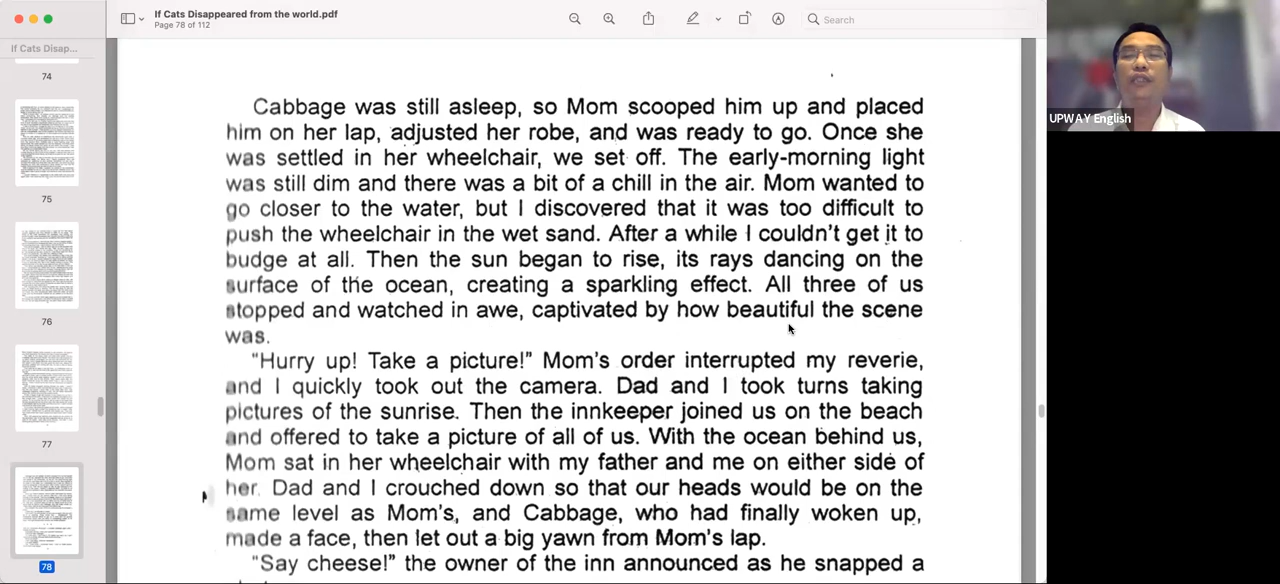 If Cats Disappeared from the world.pdf
Page 78 of 112
Search
If Cats Disap...
74
75
76
77
78
UPWAY English
Cabbage was still asleep, so Mom scooped him up and placed
him on her lap, adjusted her robe, and was ready to go. Once she
was settled in her wheelchair, we set off. The early-morning light
was still dim and there was a bit of a chill in the air. Mom wanted to
go closer to the water, but I discovered that it was too difficult to
push the wheelchair in the wet sand. After a while I couldn't get it to
budge at all. Then the sun began to rise, its rays dancing on the
surface of the ocean, creating a sparkling effect. All three of us
stopped and watched in awe, captivated by how beautiful the scene
was.
"Hurry up! Take a picture!" Mom's order interrupted my reverie,
and I quickly took out the camera. Dad and I took turns taking
pictures of the sunrise. Then the innkeeper joined us on the beach
and offered to take a picture of all of us. With the ocean behind us,
Mom sat in her wheelchair with my father and me on either side of
her. Dad and I crouched down so that our heads would be on the
same level as Mom's, and Cabbage, who had finally woken up,
made a face, then let out a big yawn from Mom's lap.
"Say cheese!" the owner of the inn announced as he snapped a